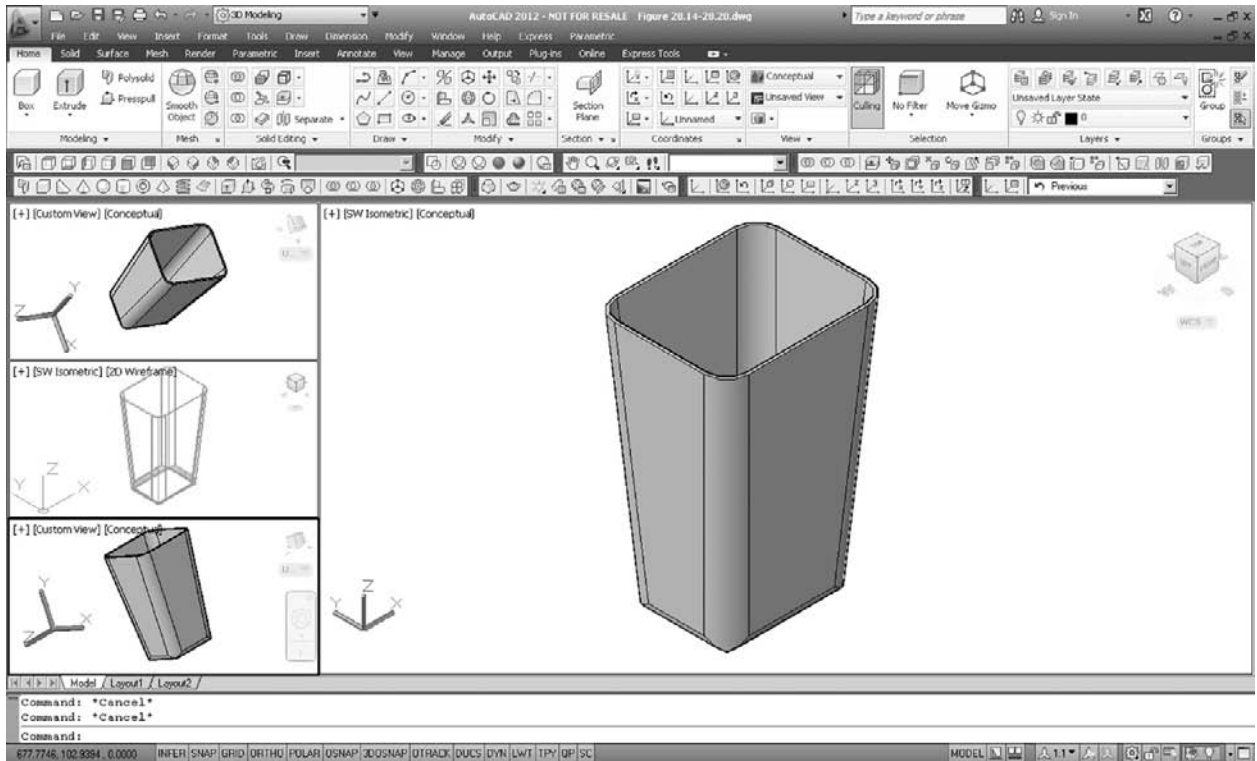 3D Modeling
AutoCAD 2012 - NOT FOR RESALE Figure 28.14-28.20.dwg
Type a keyword or phrase
Sign In
File Edit View Insert Format Tools Draw Dimension Modify Window Help Express Parametric
Home Solid Surface Mesh Render Parametric Insert Annotate View Manage Output Plug-ins Online Express Tools
Polysolid
Presspull
Box
Extrude
Smooth Object
Separate
Section Plane
Unnamed
Conceptual
Unsaved View
Culling
No Filter
Move Gizmo
Unsaved Layer State
0
Group
Modeling
Mesh
Solid Editing
Draw
Modify
Section
Coordinates
View
Selection
Layers
Groups
Previous
[+] [Custom View] [Conceptual]
Y
Z
X
[+] [SW Isometric] [2D Wireframe]
Z
Y
X
[+] [Custom View] [Conceptual]
Y
X
Z
[+] [SW Isometric] [Conceptual]
TOP
LEFT
FRONT
WCS
Z
Y
X
Model / Layout1 / Layout2 /
Command: *Cancel*
Command: *Cancel*
Command:
677.7746, 102.9394, 0.0000
INFER SNAP GRID ORTHO POLAR OSNAP 3DOSNAP OTRACK DUCS DYN LWT TPY QP SC
MODEL
1:1